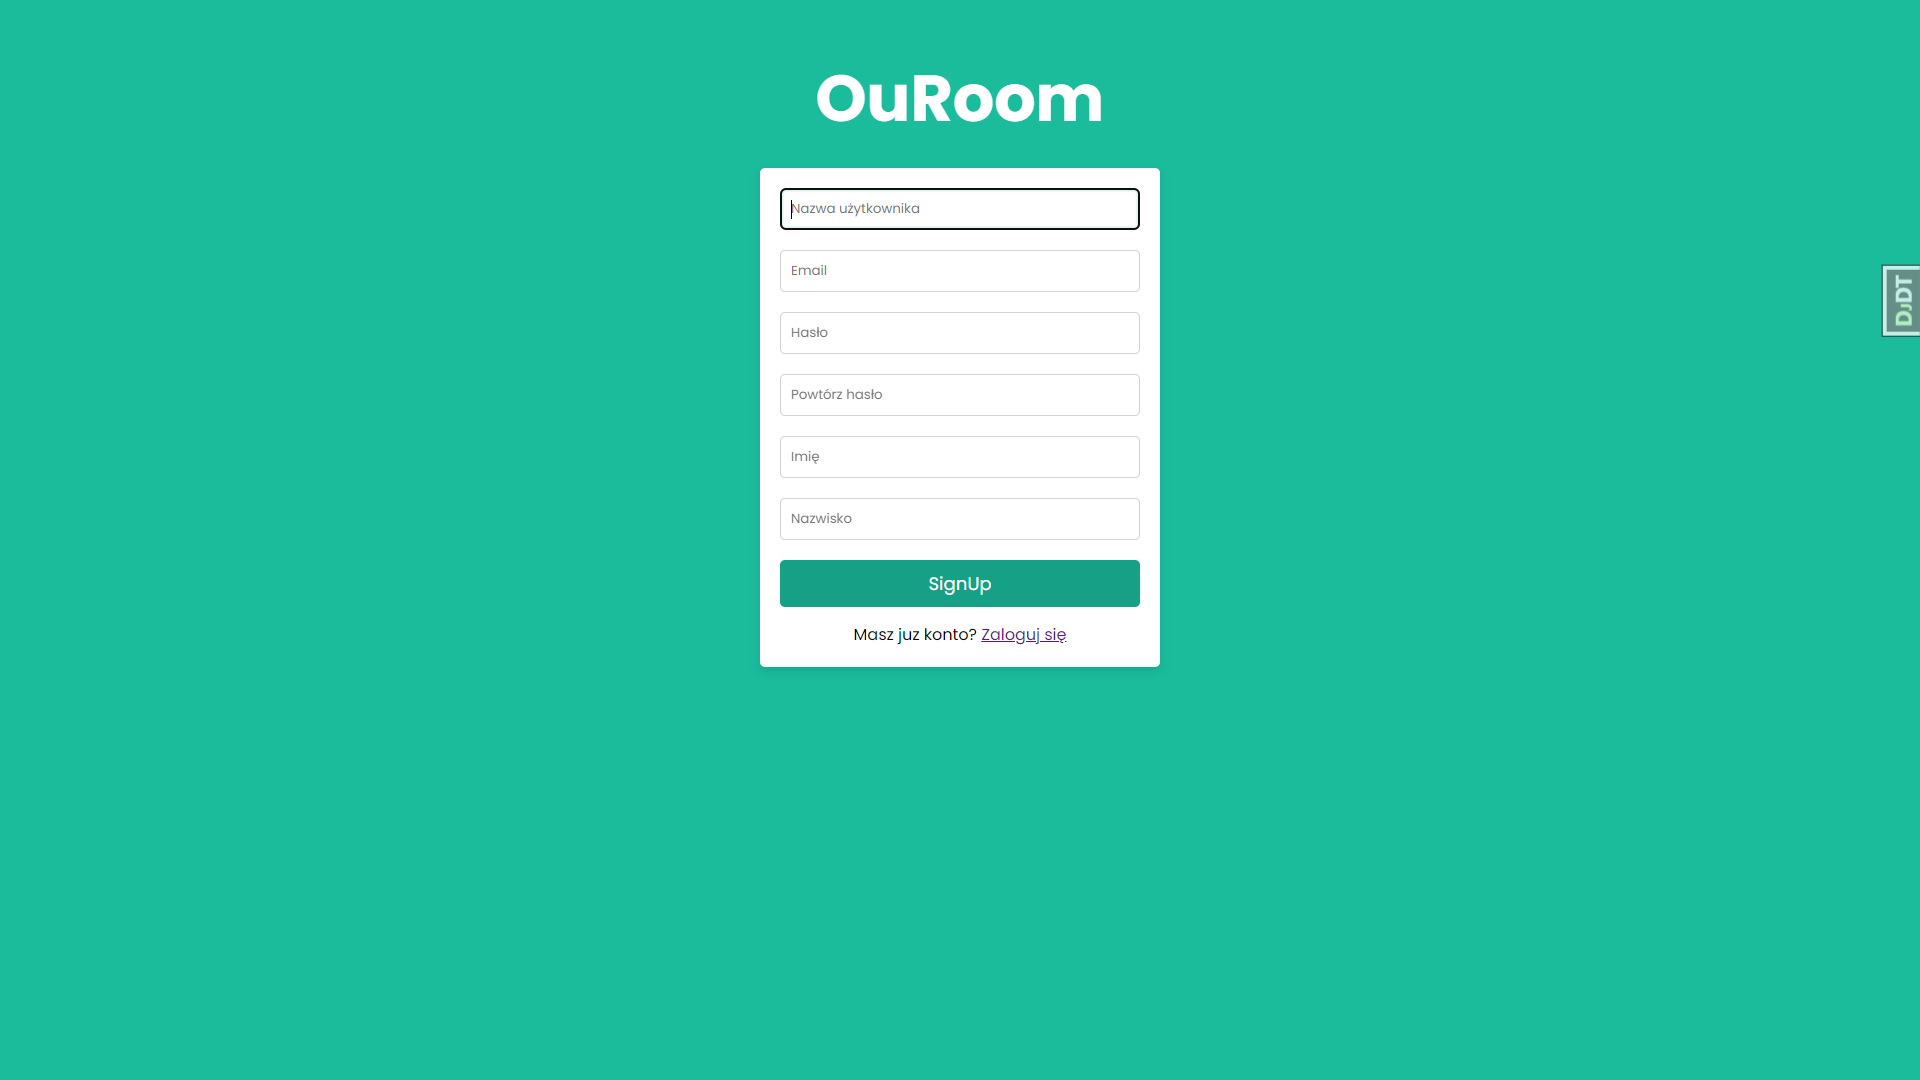 OuRoom
Nazwa użytkownika
Email
Hasło
Powtórz hasło
Imię
Nazwisko
SignUp
Masz juz konto? Zaloguj się
DJDT